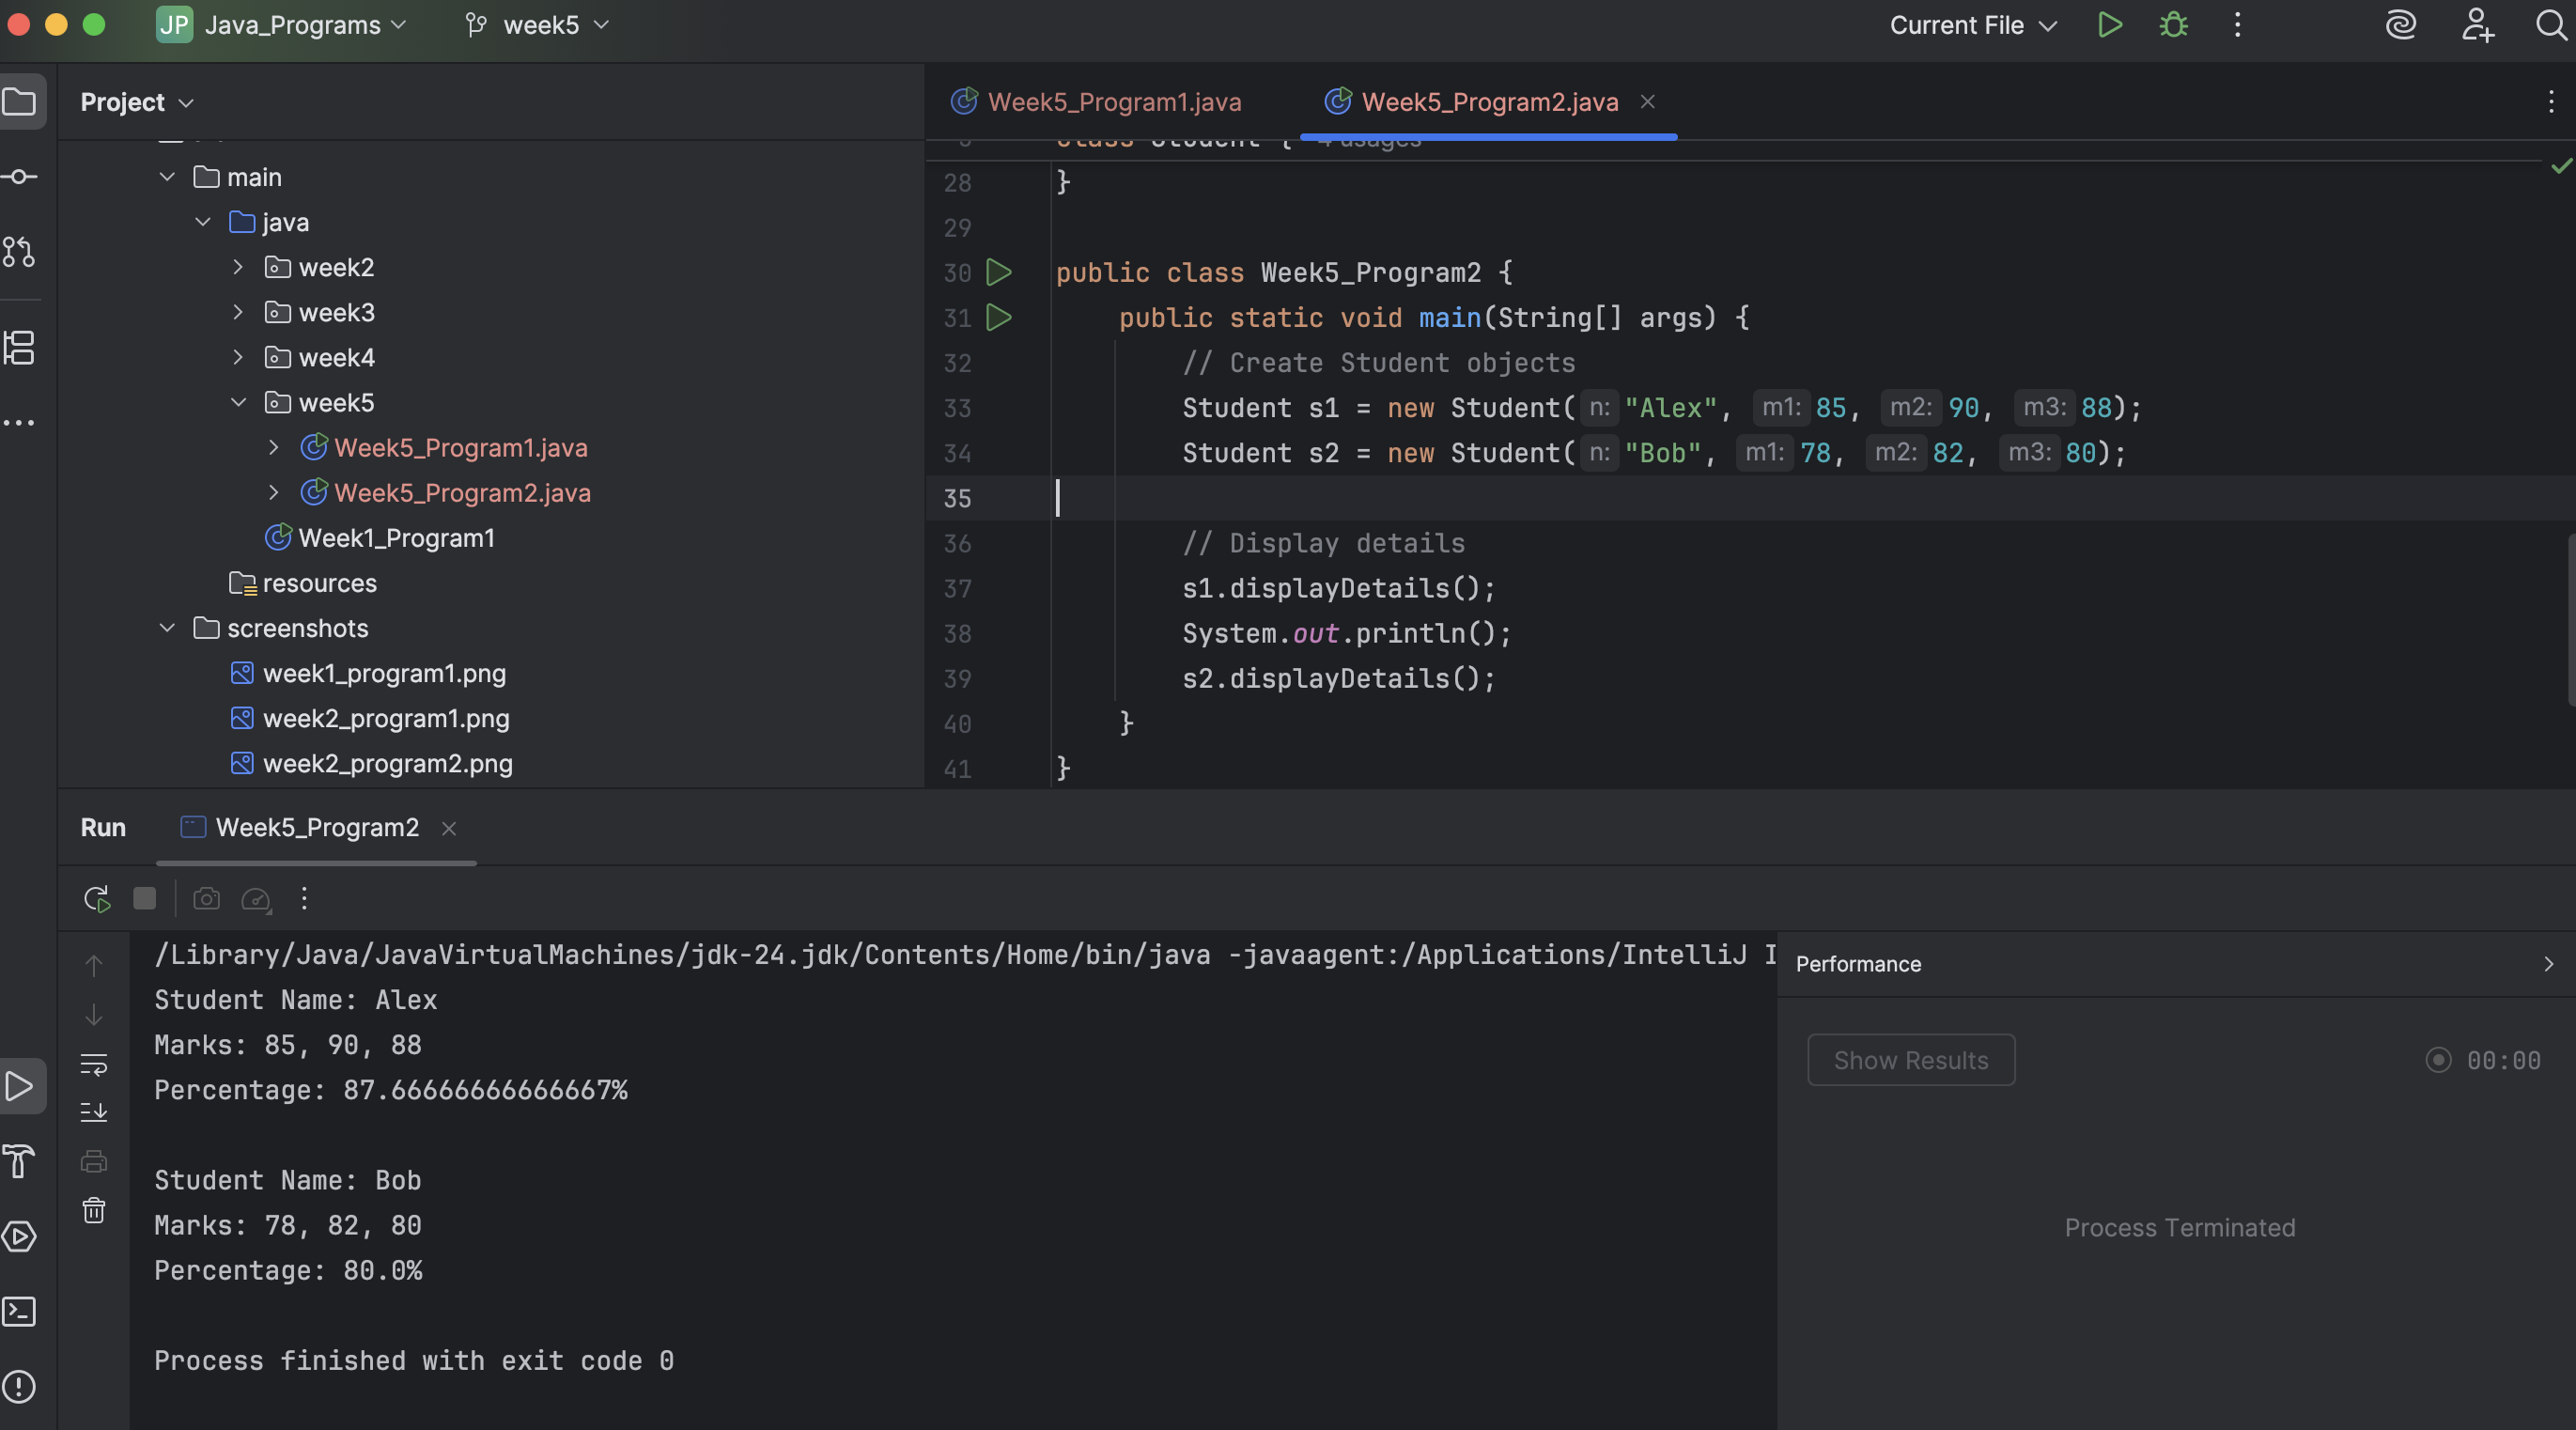 JP Java_Programs week5 Current File
Project
main
java
week2
week3
week4
week5
Week5_Program1.java
Week5_Program2.java
Week1_Program1
resources
screenshots
week1_program1.png
week2_program1.png
week2_program2.png
Week5_Program1.java Week5_Program2.java
class Student { 4 usages
28 }
29
30 public class Week5_Program2 {
31 public static void main(String[] args) {
32 // Create Student objects
33 Student s1 = new Student( n: "Alex", m1: 85, m2: 90, m3: 88);
34 Student s2 = new Student( n: "Bob", m1: 78, m2: 82, m3: 80);
35
36 // Display details
37 s1.displayDetails();
38 System.out.println();
39 s2.displayDetails();
40 }
41 }
Run Week5_Program2
/Library/Java/JavaVirtualMachines/jdk-24.jdk/Contents/Home/bin/java -javaagent:/Applications/IntelliJ I
Student Name: Alex
Marks: 85, 90, 88
Percentage: 87.66666666666667%
Student Name: Bob
Marks: 78, 82, 80
Percentage: 80.0%
Process finished with exit code 0
Performance
Show Results 00:00
Process Terminated